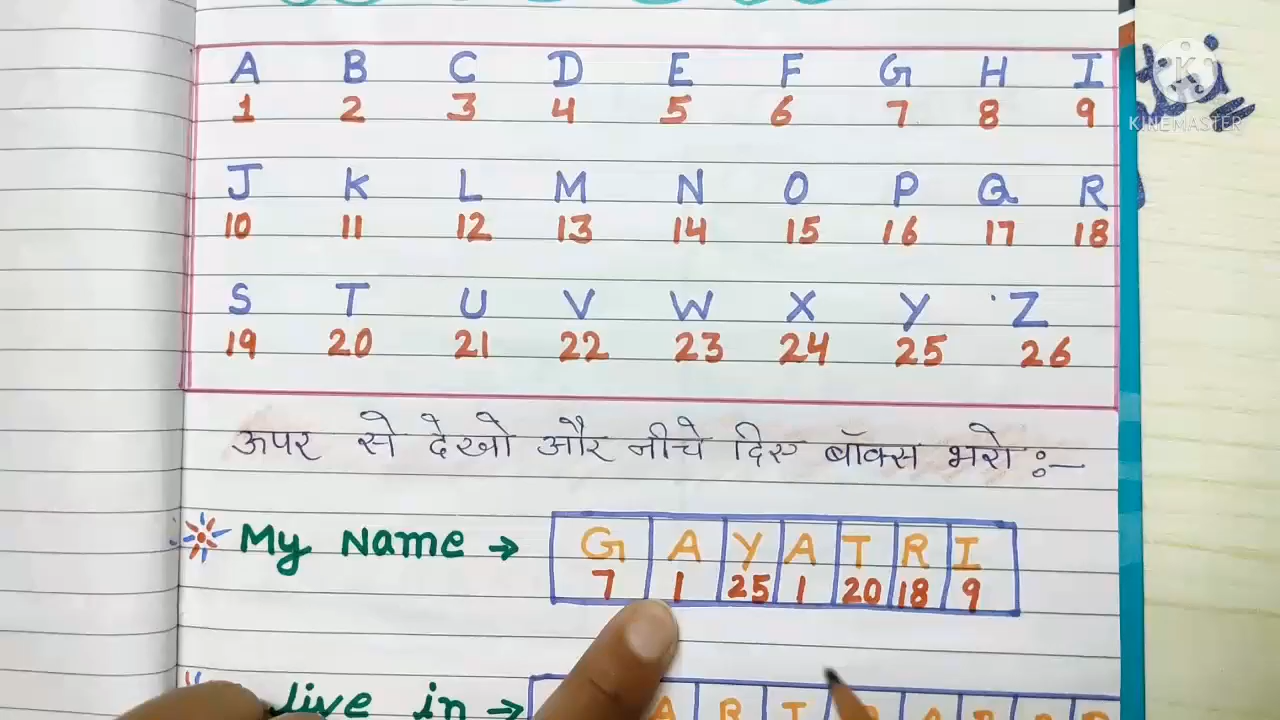 A B C D E F G H I
1 2 3 4 5 6 7 8 9
J K L M N O P Q R
10 11 12 13 14 15 16 17 18
S T U V W X Y Z
19 20 21 22 23 24 25 26
ऊपर से देखो और नीचे दिए बॉक्स भरो :-
My Name → G A Y A T R I
7 1 25 1 20 18 9
live in →
KINEMASTER